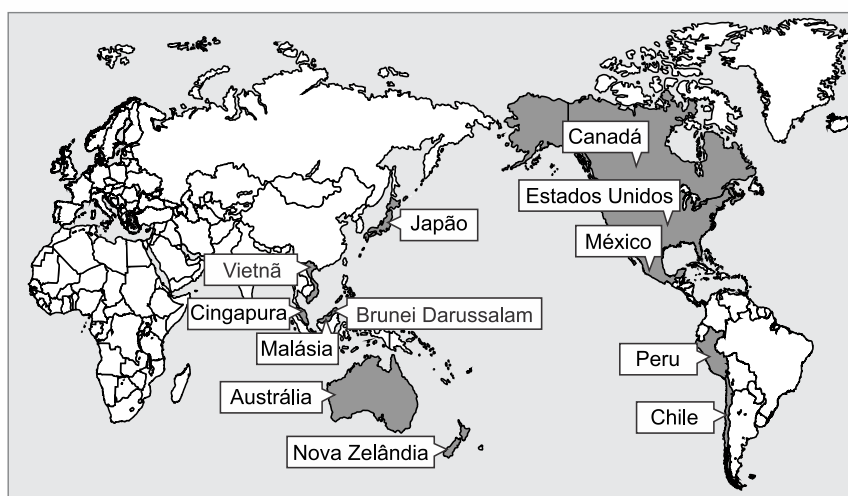 Canadá
Estados Unidos
México
Japão
Vietnã
Cingapura
Brunei Darussalam
Malásia
Peru
Austrália
Chile
Nova Zelândia